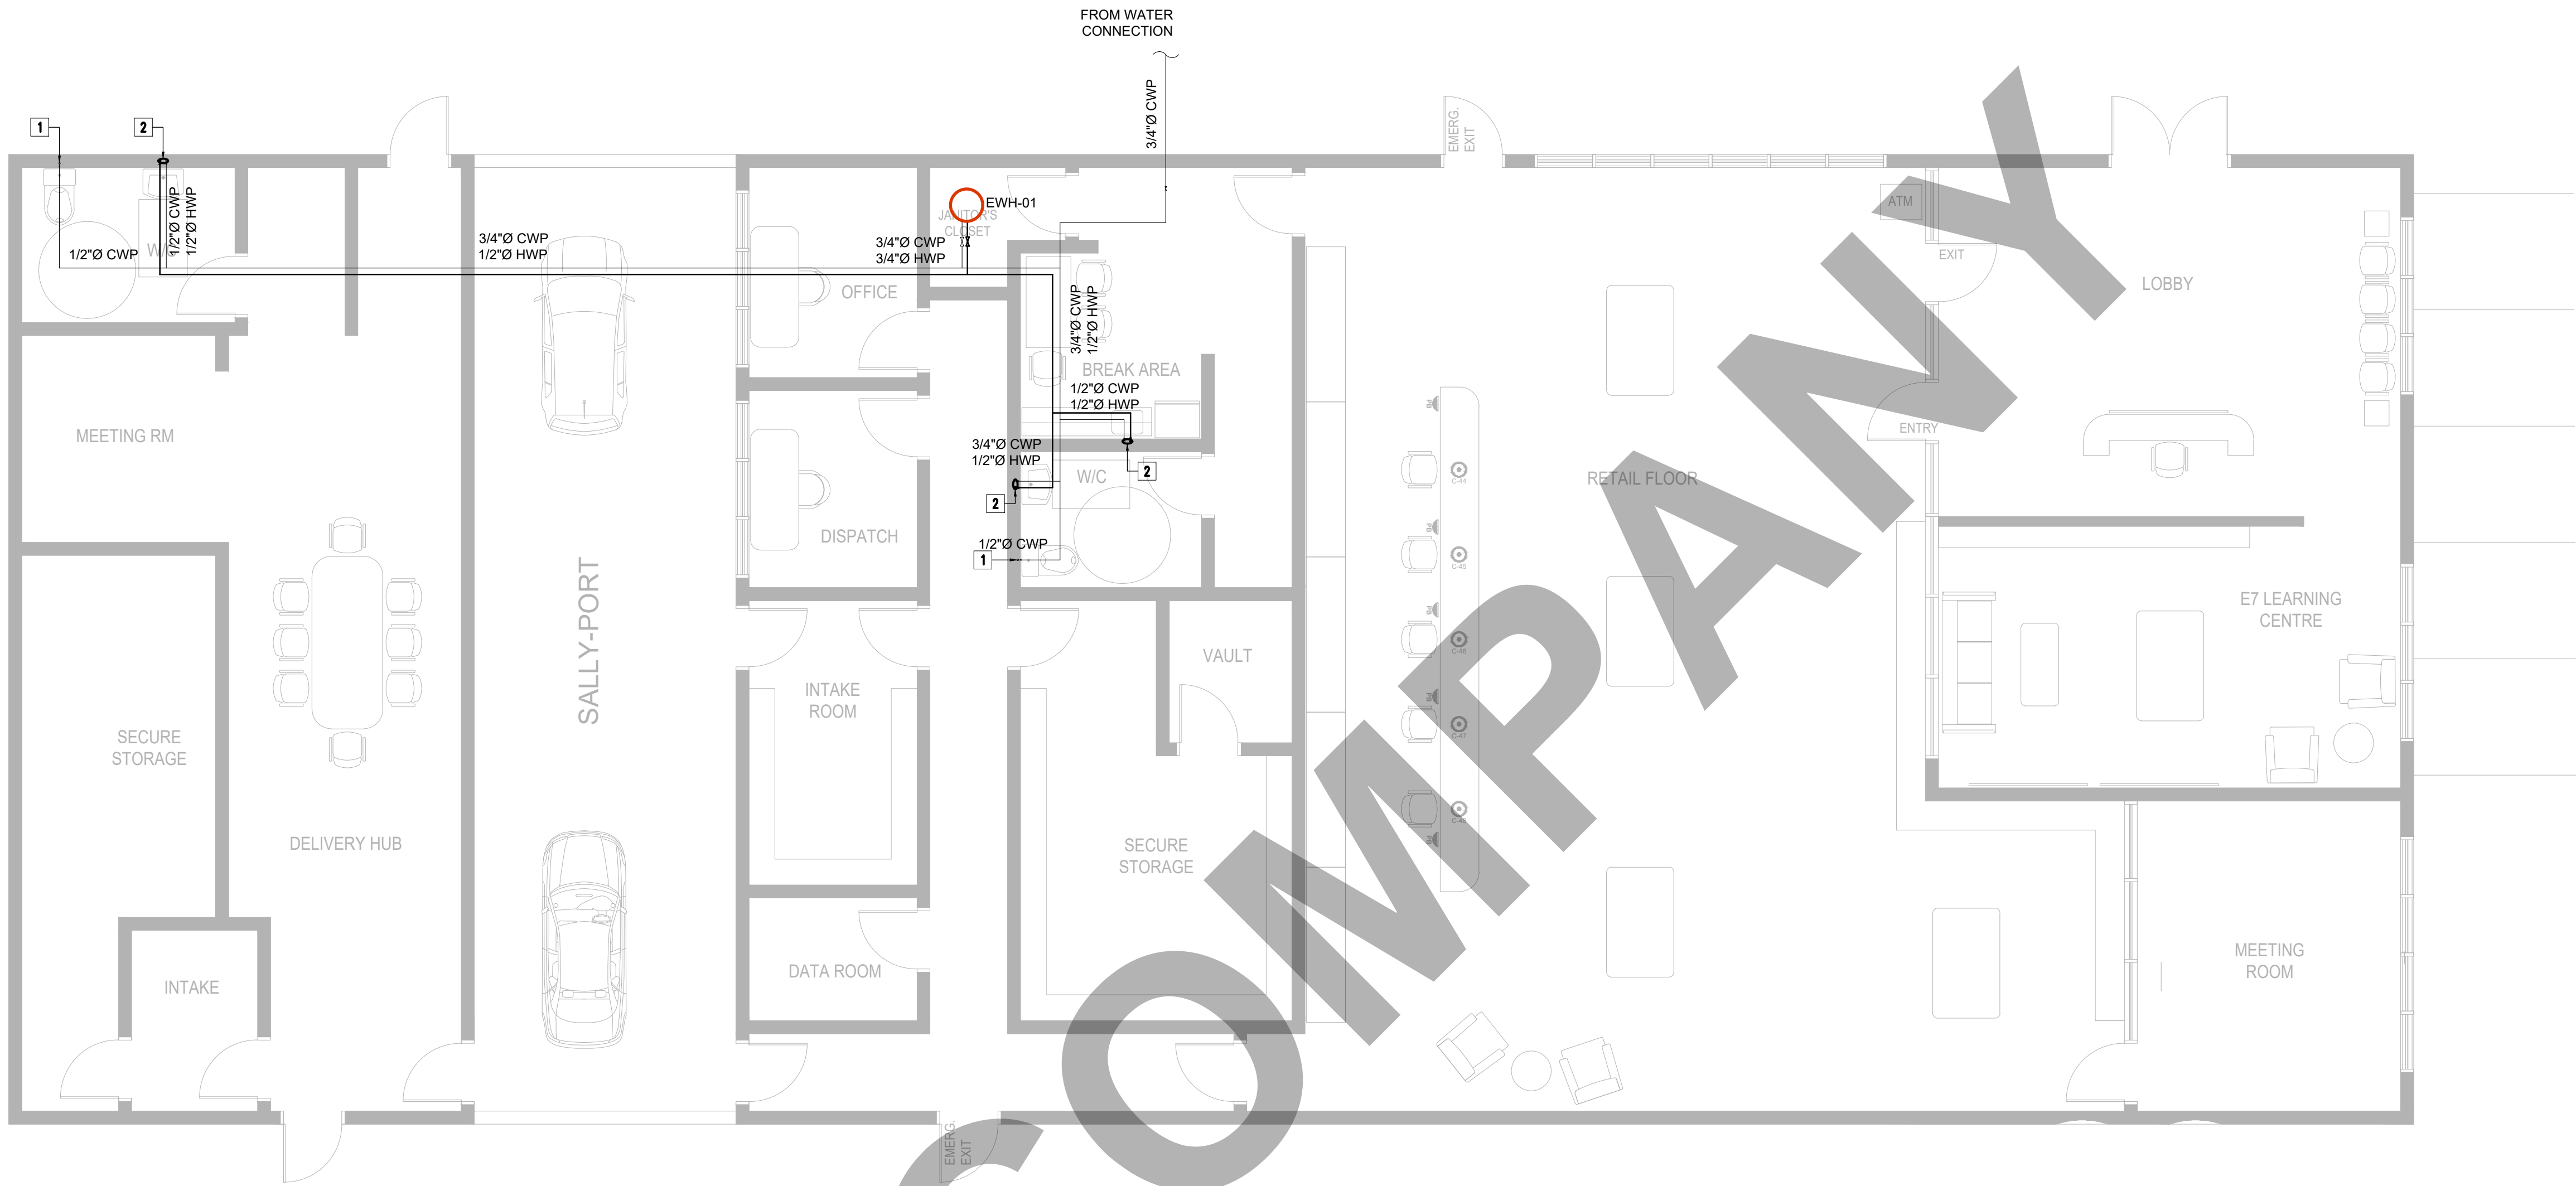 FROM WATER
CONNECTION
3/4"Ø CWP
EMERG.
EXIT
1
2
1/2"Ø CWP
1/2"Ø HWP
W/C
1/2"Ø CWP
3/4"Ø CWP
1/2"Ø HWP
EWH-01
JANITOR'S
CLOSET
3/4"Ø CWP
3/4"Ø HWP
OFFICE
3/4"Ø CWP
1/2"Ø HWP
BREAK AREA
1/2"Ø CWP
1/2"Ø HWP
3/4"Ø CWP
1/2"Ø HWP
W/C
2
2
1/2"Ø CWP
1
ATM
EXIT
LOBBY
ENTRY
MEETING RM
DISPATCH
RETAIL FLOOR
C-44
C-45
C-46
C-47
SALLY-PORT
E7 LEARNING
CENTRE
VAULT
INTAKE
ROOM
SECURE
STORAGE
DELIVERY HUB
SECURE
STORAGE
DATA ROOM
INTAKE
MEETING
ROOM
EMERG.
EXIT
COMPANY